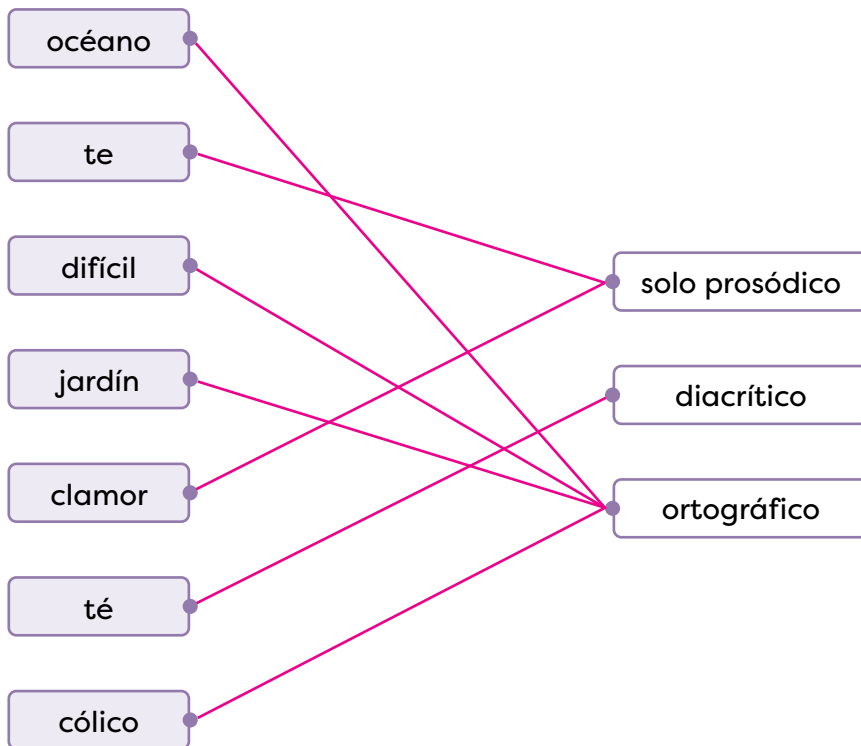 océano
te
difícil
jardín
clamor
té
cólico
solo prosódico
diacrítico
ortográfico